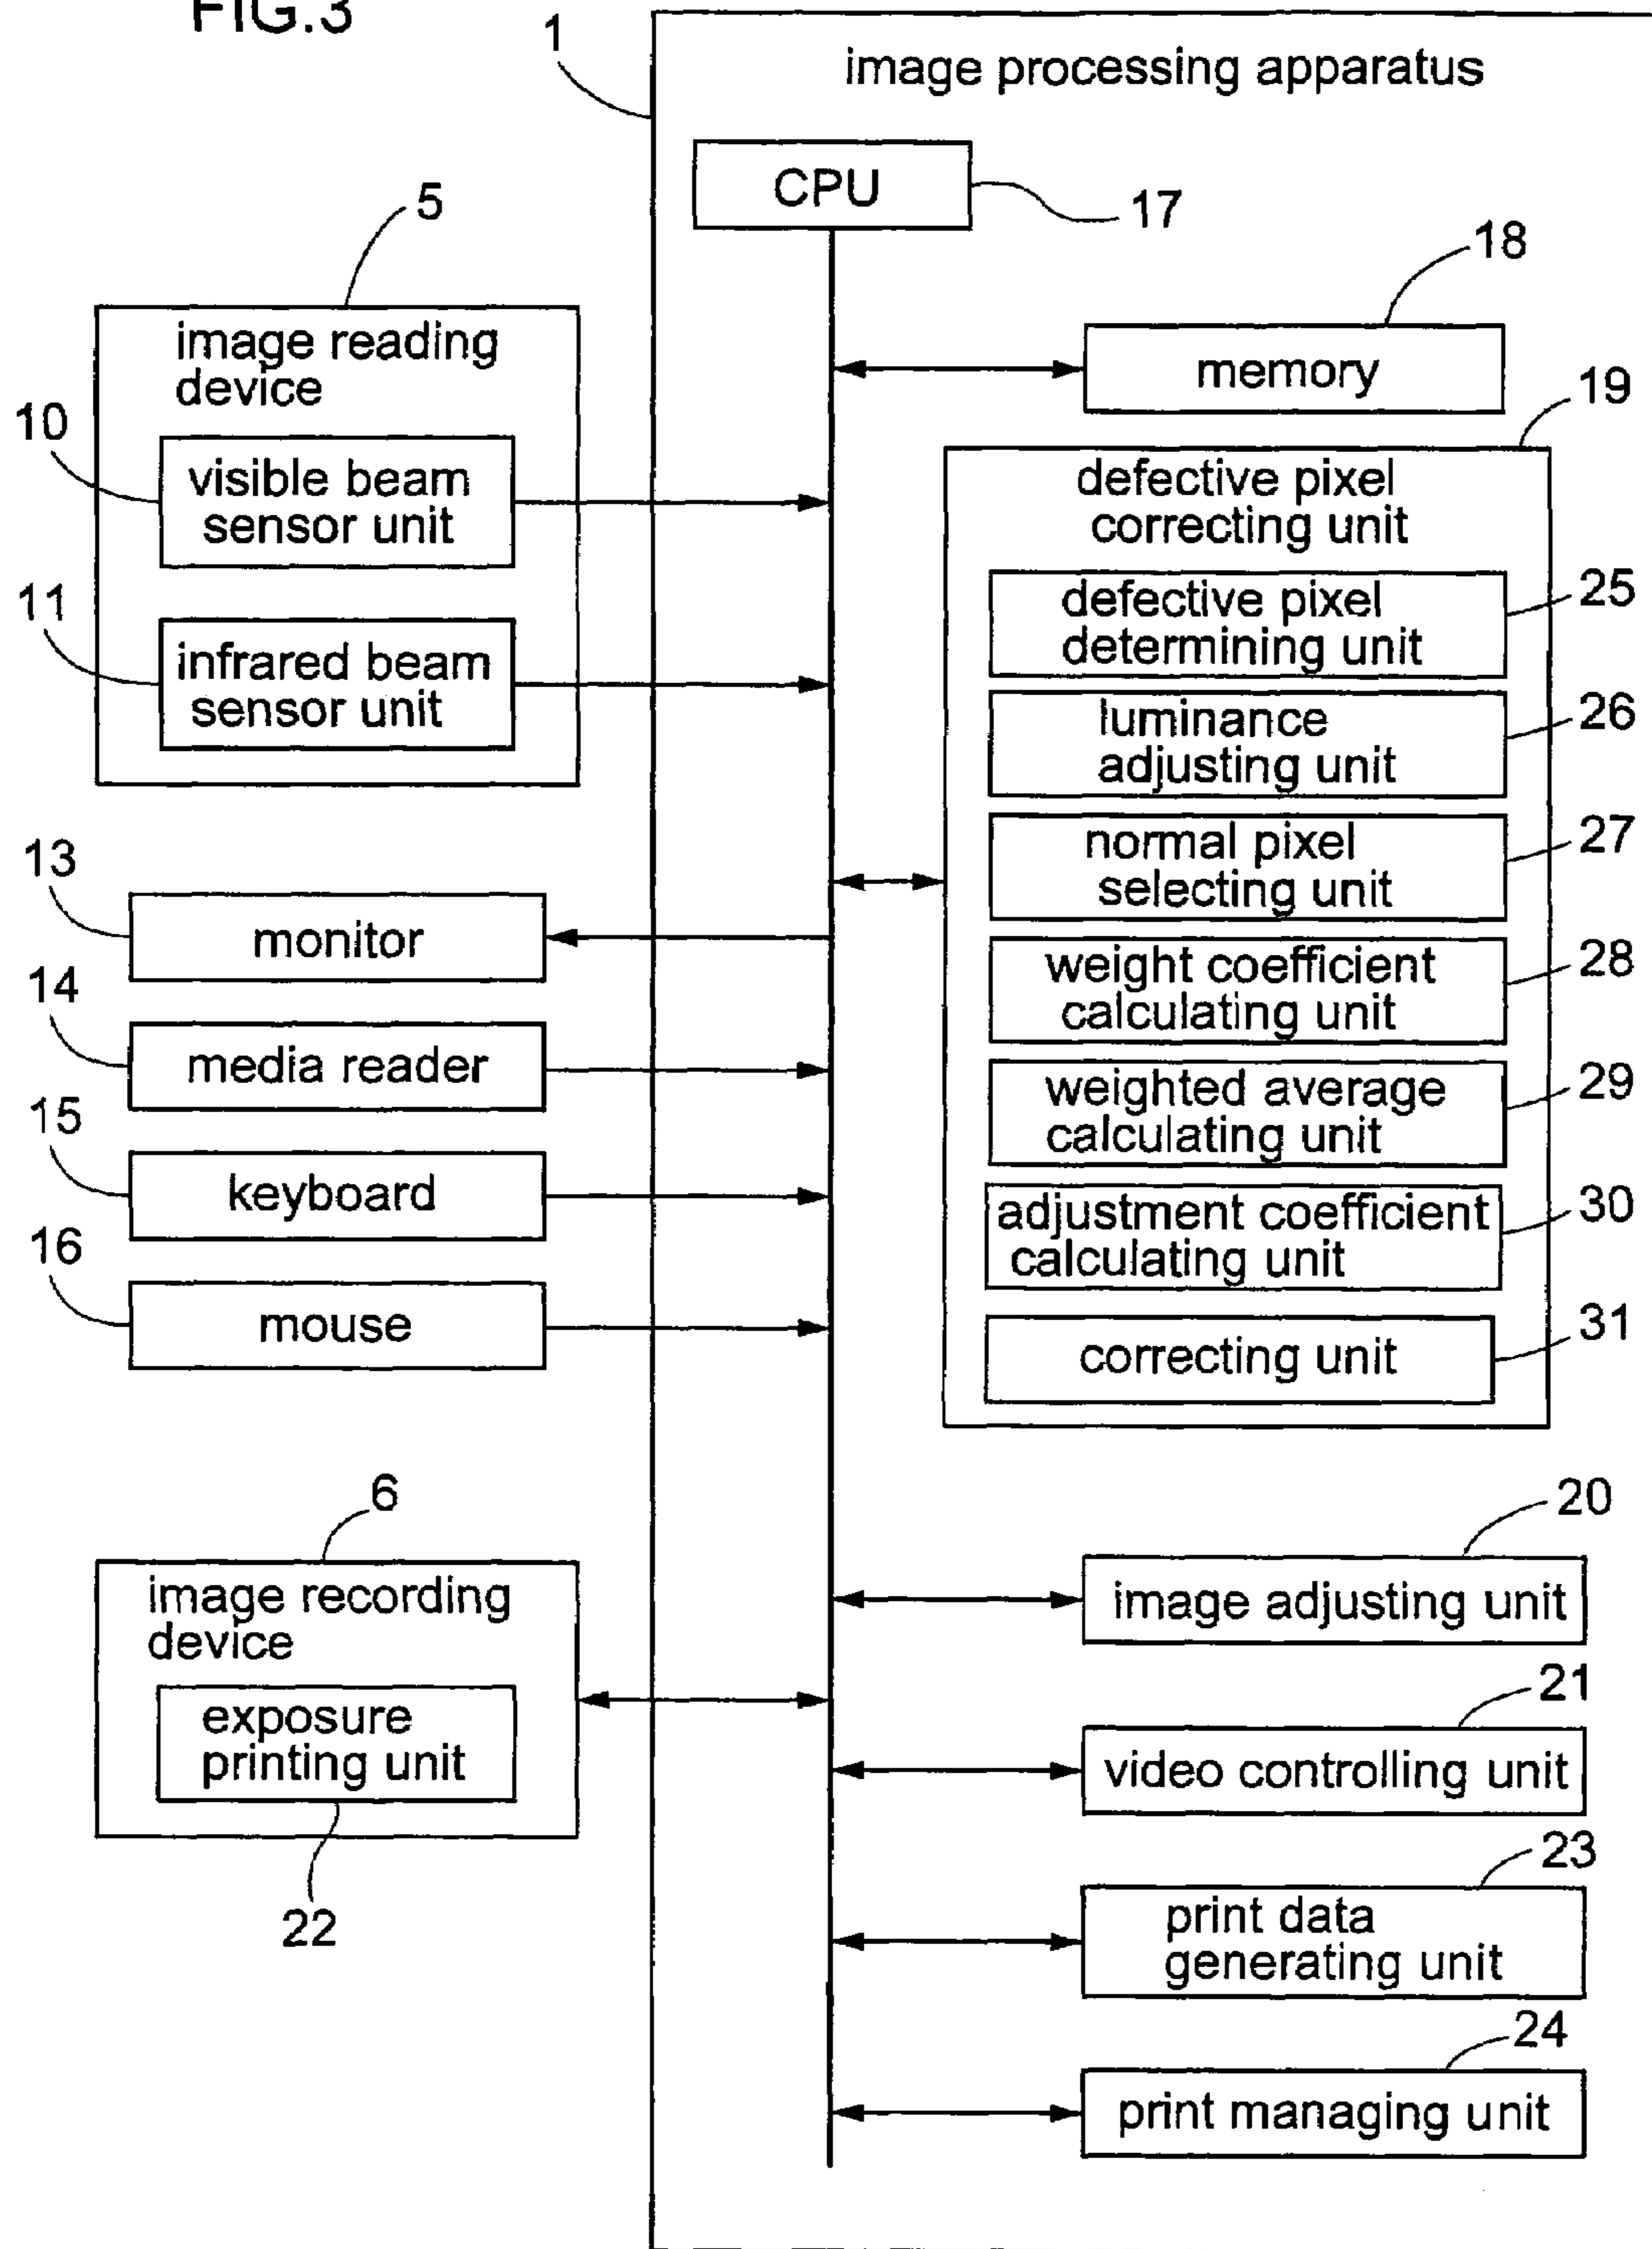 FIG.3
1
image processing apparatus
CPU
17
5
18
image reading
device
memory
19
10
visible beam
sensor unit
defective pixel
correcting unit
11
infrared beam
sensor unit
defective pixel
determining unit
25
luminance
adjusting unit
26
normal pixel
selecting unit
27
13
monitor
weight coefficient
calculating unit
28
14
media reader
weighted average
calculating unit
29
15
keyboard
adjustment coefficient
calculating unit
30
16
mouse
correcting unit
31
6
20
image recording
device
image adjusting unit
exposure
printing unit
21
video controlling unit
22
23
print data
generating unit
24
print managing unit